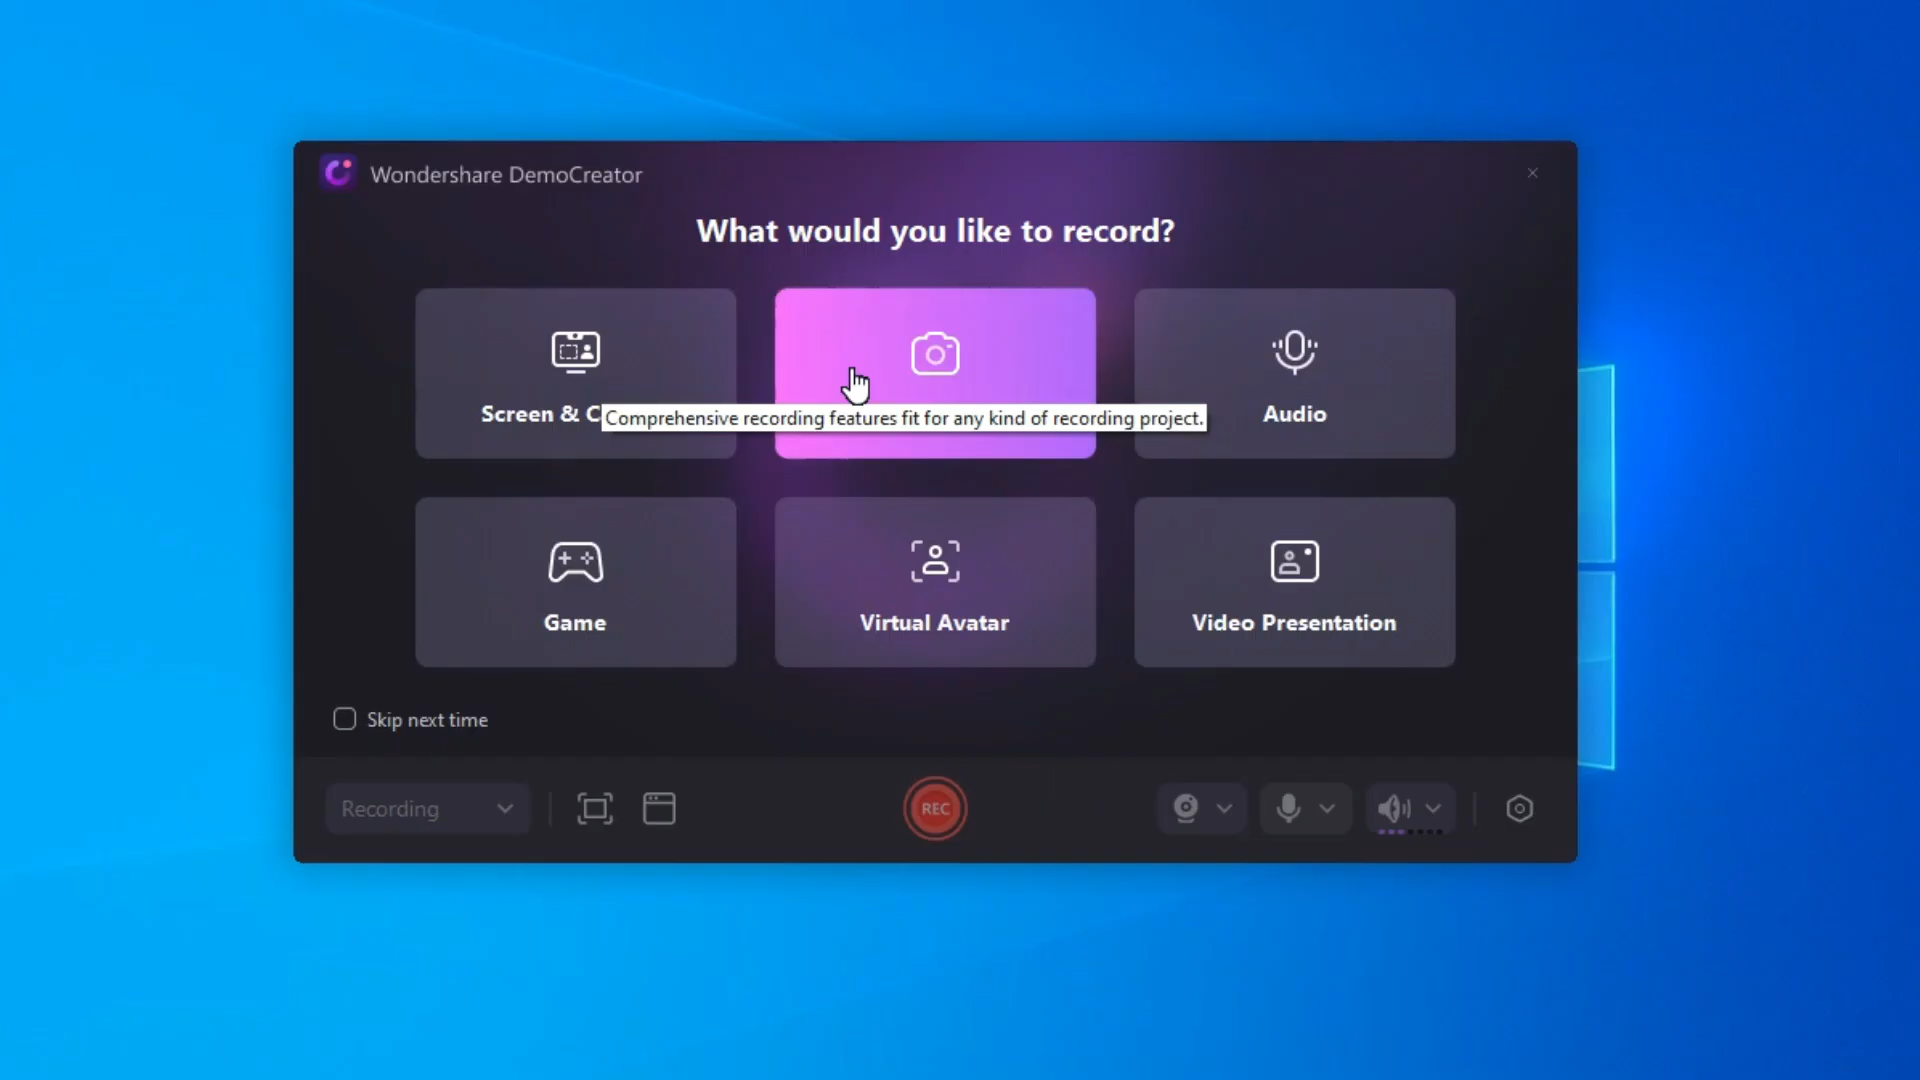 Wondershare DemoCreator
What would you like to record?
Screen & C
Comprehensive recording features fit for any kind of recording project.
Audio
Game
Virtual Avatar
Video Presentation
Skip next time
Recording
REC